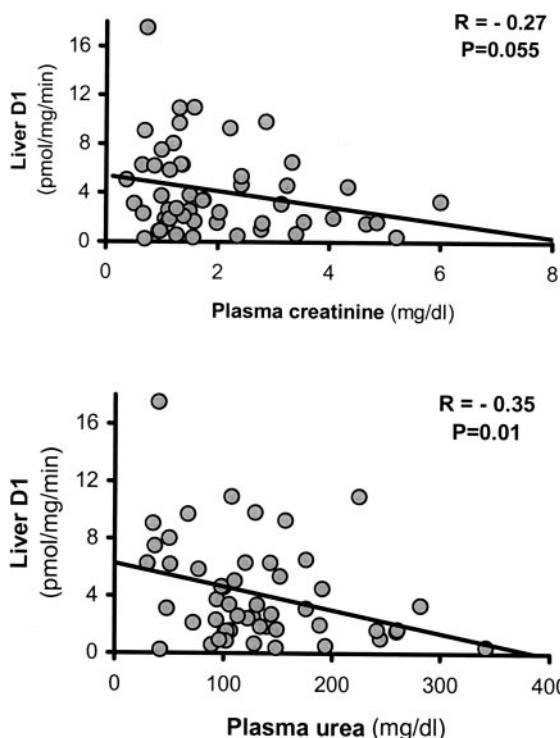 R = - 0.27
P=0.055
Liver D1
(pmol/mg/min)
16
12
8
4
0
0 2 4 6 8
Plasma creatinine (mg/dl)
R = - 0.35
P=0.01
Liver D1
(pmol/mg/min)
16
12
8
4
0
0 100 200 300 400
Plasma urea (mg/dl)